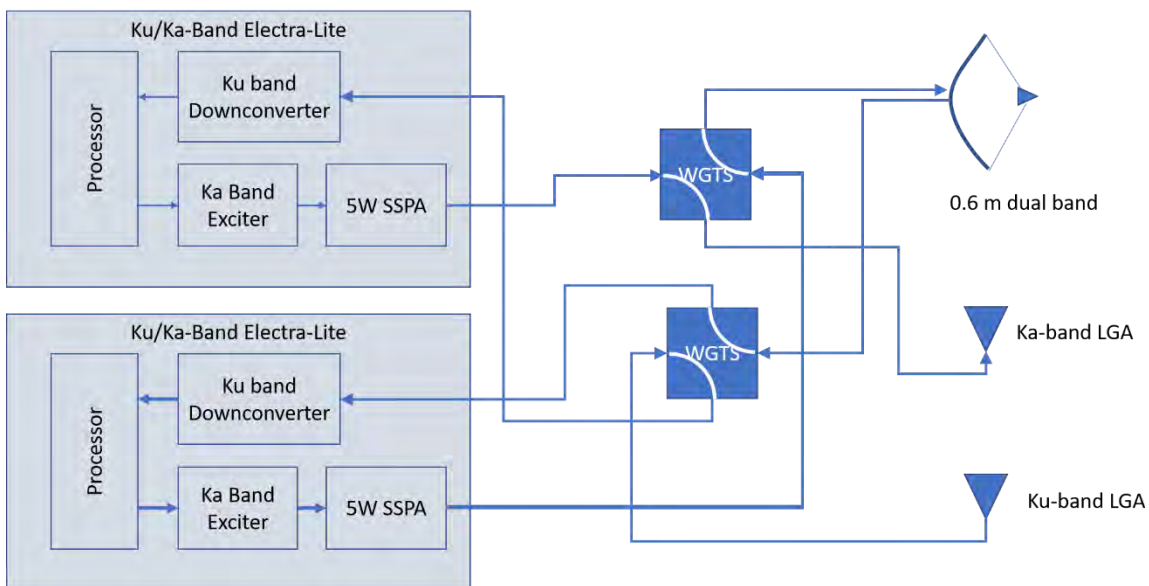 Ku/Ka-Band Electra-Lite
Processor
Ku band
Downconverter
Ka Band
Exciter
5W SSPA
WGTS
0.6 m dual band
Ku/Ka-Band Electra-Lite
Processor
Ku band
Downconverter
Ka Band
Exciter
5W SSPA
WGTS
Ka-band LGA
Ku-band LGA